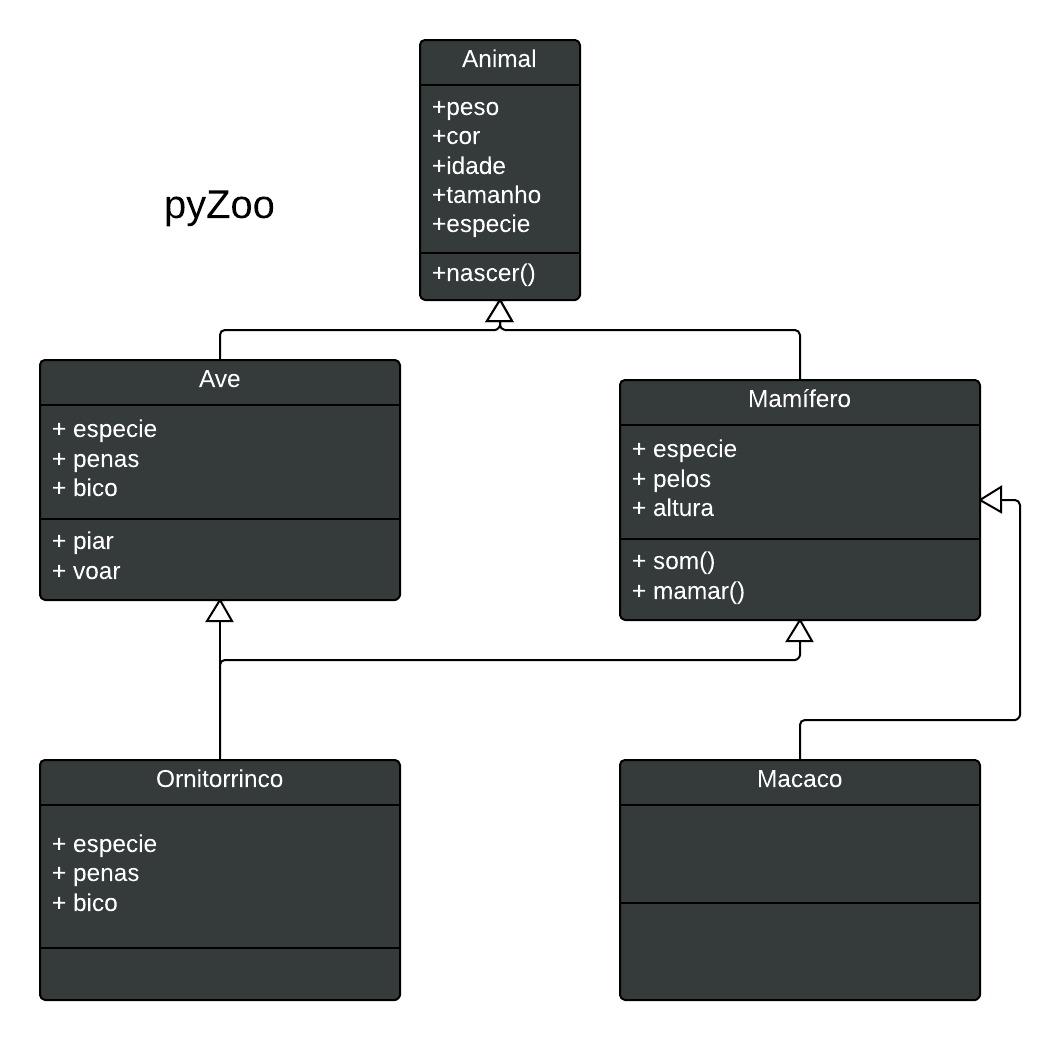 Animal
+peso
+cor
+idade
+tamanho
+especie
+nascer()
pyZoo
Ave
+ especie
+ penas
+ bico
+ piar
+ voar
Mamífero
+ especie
+ pelos
+ altura
+ som()
+ mamar()
Ornitorrinco
+ especie
+ penas
+ bico
Macaco